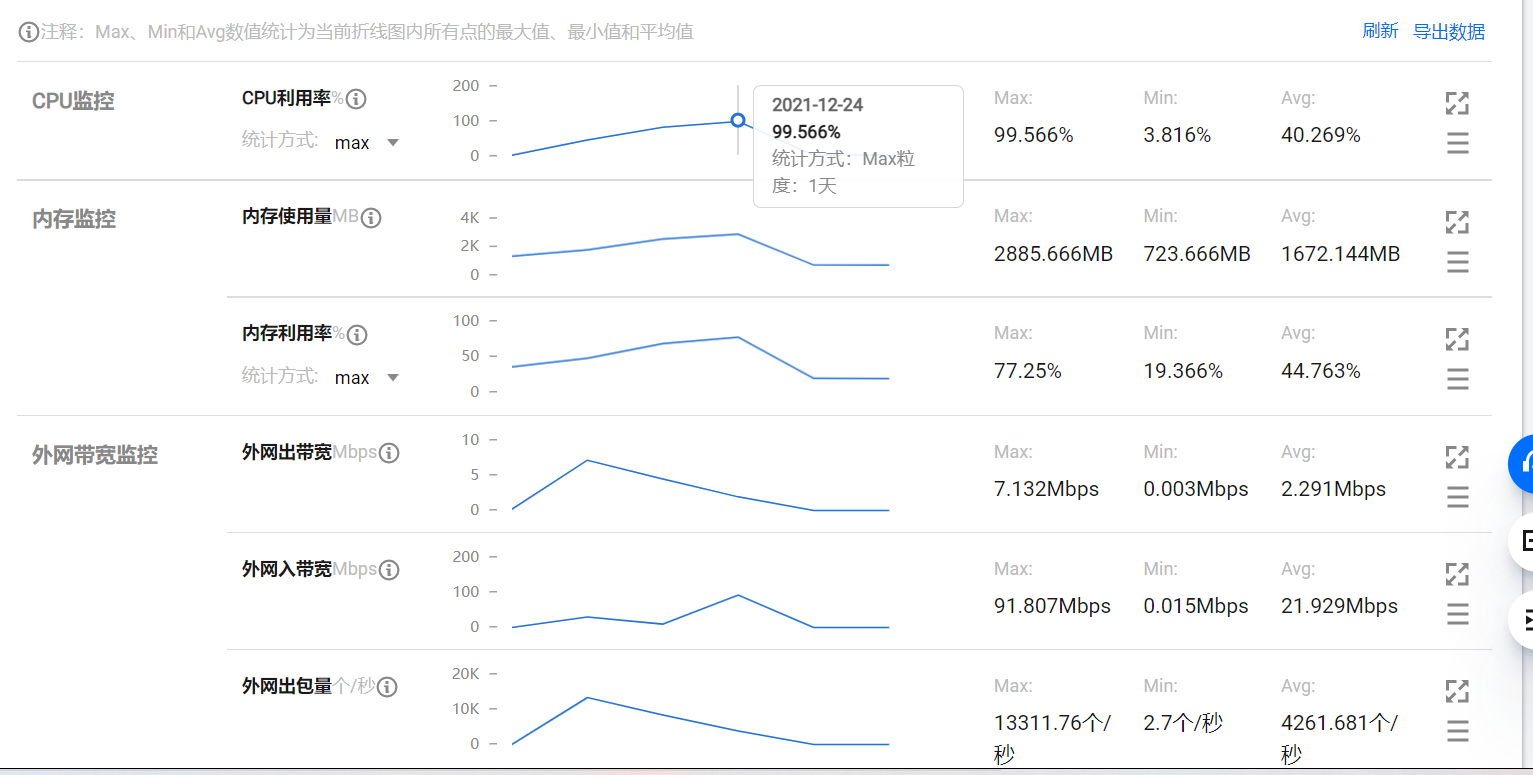 注释：Max、Min和Avg数值统计为当前折线图内所有点的最大值、最小值和平均值
刷新 导出数据
CPU监控
CPU利用率%
统计方式: max
200
100
0
2021-12-24
99.566%
统计方式：Max粒
度：1天
Max: Min: Avg:
99.566% 3.816% 40.269%
内存监控
内存使用量MB
4K
2K
0
Max: Min: Avg:
2885.666MB 723.666MB 1672.144MB
内存利用率%
统计方式: max
100
50
0
Max: Min: Avg:
77.25% 19.366% 44.763%
外网带宽监控
外网出带宽Mbps
10
5
0
Max: Min: Avg:
7.132Mbps 0.003Mbps 2.291Mbps
外网入带宽Mbps
200
100
0
Max: Min: Avg:
91.807Mbps 0.015Mbps 21.929Mbps
外网出包量个/秒
20K
10K
0
Max: Min: Avg:
13311.76个/ 2.7个/秒 4261.681个/
秒 秒